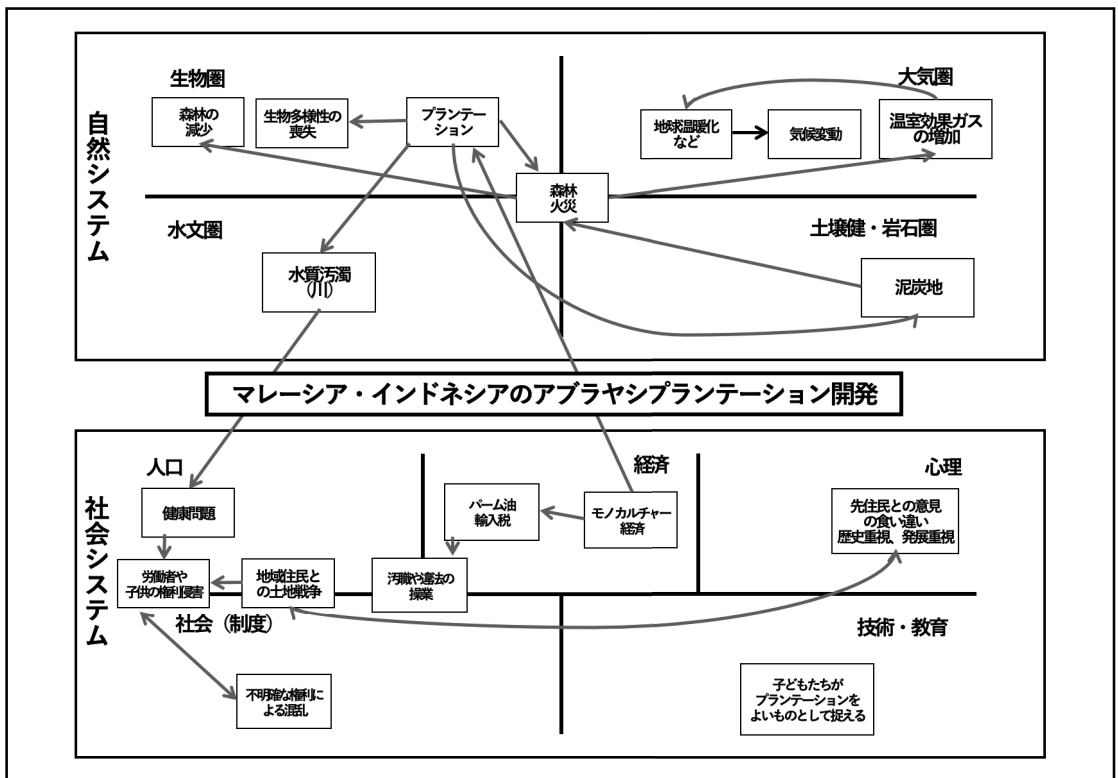 自然システム
生物圏
森林の
減少
生物多様性の
喪失
プランテー
ション
大気圏
地球温暖化
など
気候変動
温室効果ガス
の増加
森林
火災
水文圏
水質汚濁
（川）
土壌健・岩石圏
泥炭地
マレーシア・インドネシアのアブラヤシプランテーション開発
社会システム
人口
健康問題
労働者や
子供の権利侵害
地域住民と
の土地戦争
経済
パーム油
輸入税
モノカルチャー
経済
汚職や違法の
操業
心理
先住民との意見
の食い違い
歴史重視、発展重視
社会（制度）
不明確な権利に
よる混乱
技術・教育
子どもたちが
プランテーションを
よいものとして捉える